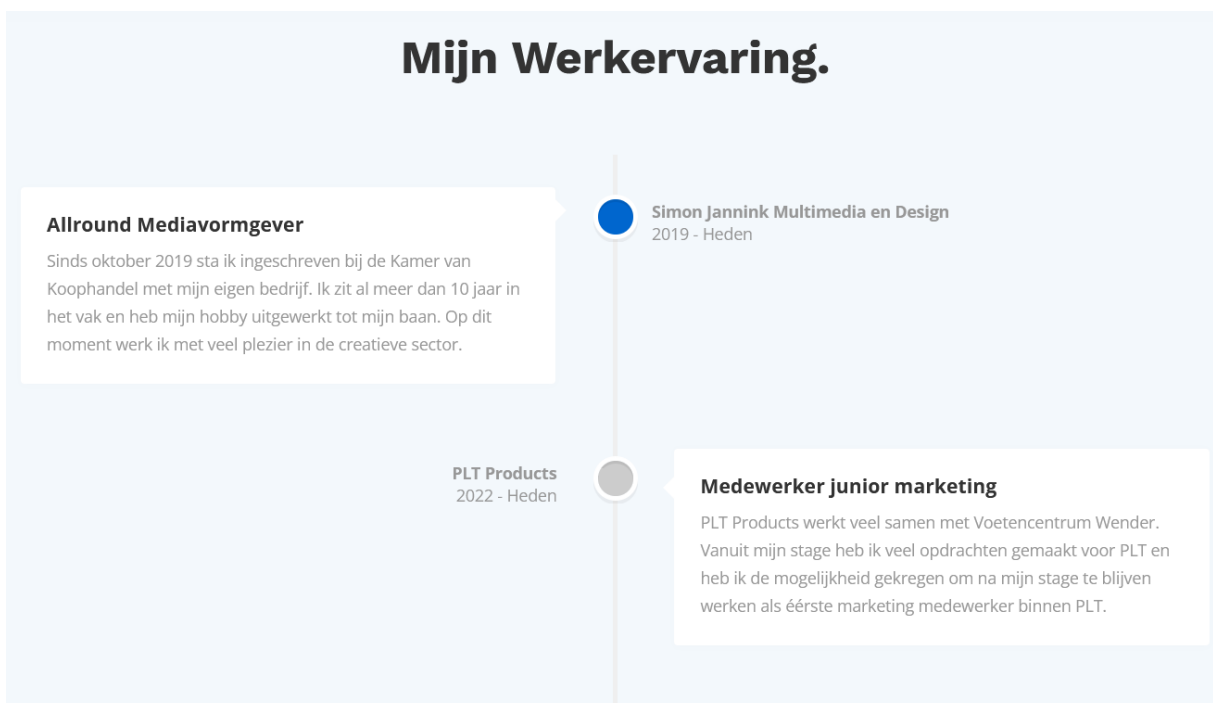 Mijn Werkervaring.
Allround Mediavormgever
Sinds oktober 2019 sta ik ingeschreven bij de Kamer van
Koophandel met mijn eigen bedrijf. Ik zit al meer dan 10 jaar in
het vak en heb mijn hobby uitgewerkt tot mijn baan. Op dit
moment werk ik met veel plezier in de creatieve sector.
Simon Jannink Multimedia en Design
2019 - Heden
PLT Products
2022 - Heden
Medewerker junior marketing
PLT Products werkt veel samen met Voetencentrum Wender.
Vanuit mijn stage heb ik veel opdrachten gemaakt voor PLT en
heb ik de mogelijkheid gekregen om na mijn stage te blijven
werken als éérste marketing medewerker binnen PLT.